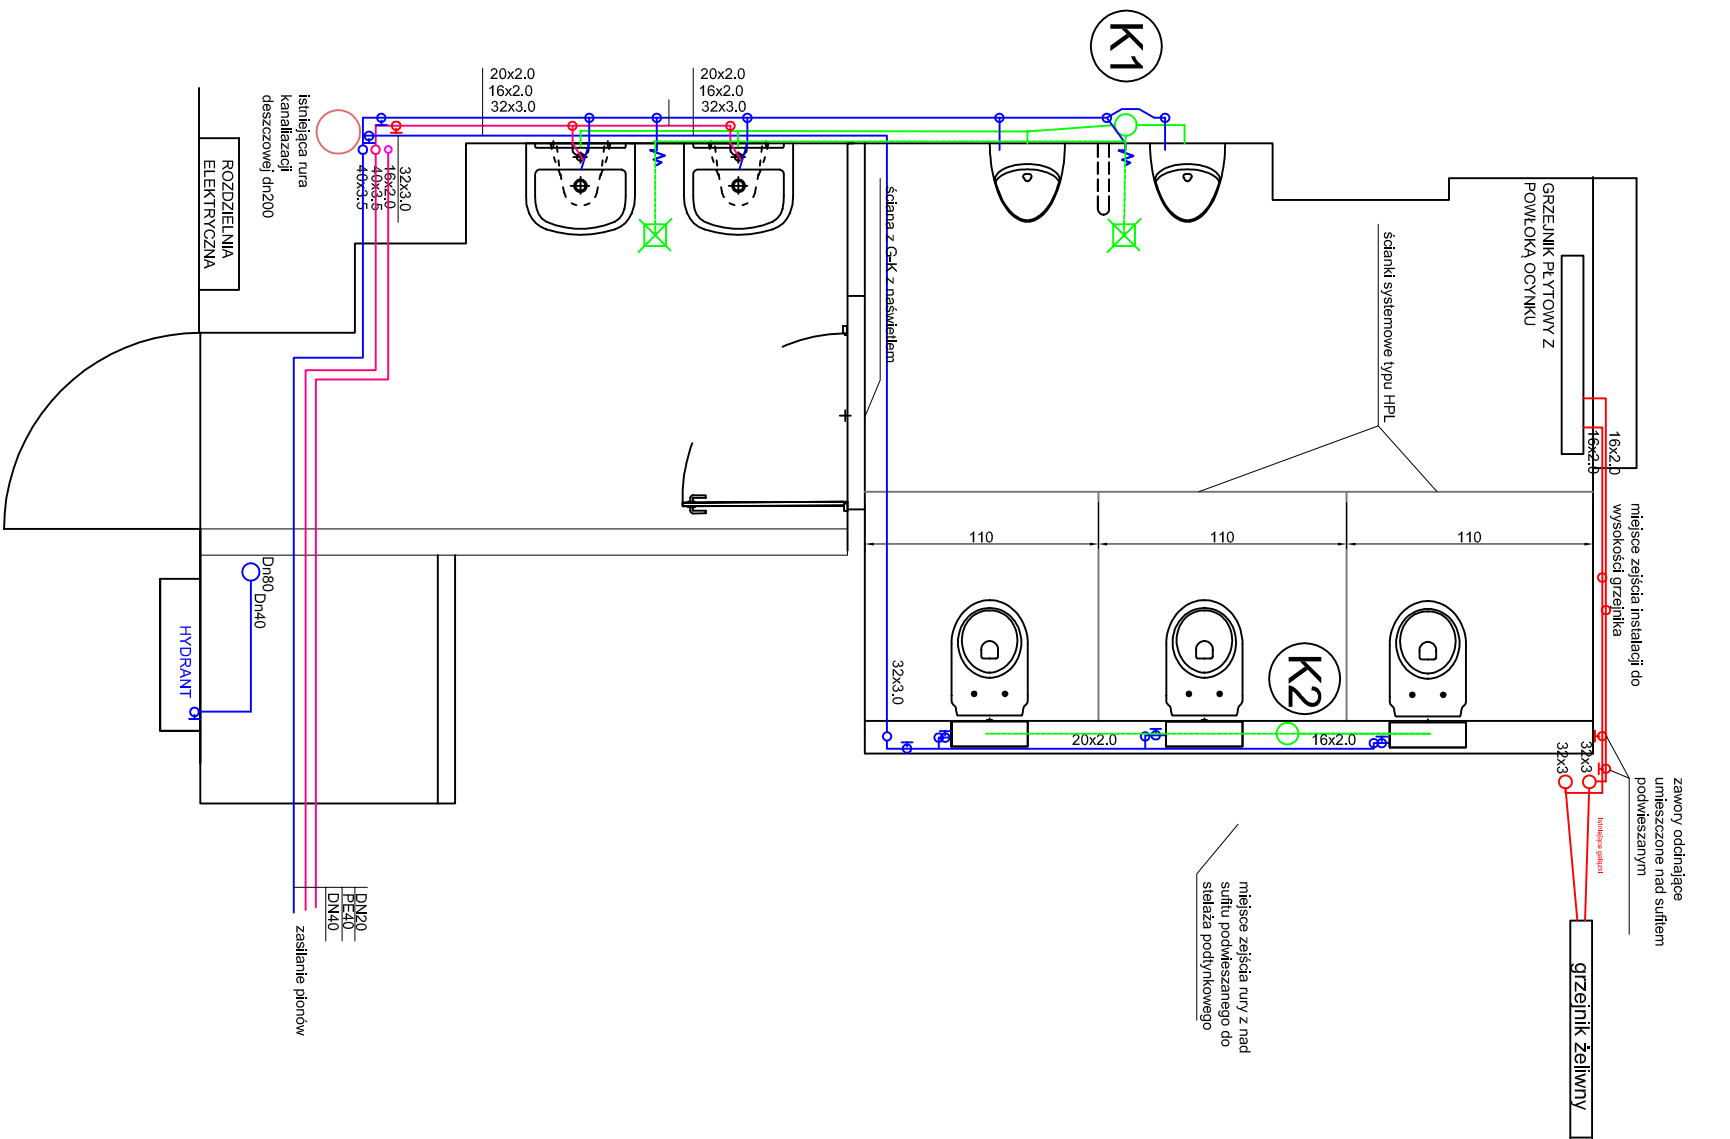 K1
20x2.0
16x2.0
32x3.0
20x2.0
16x2.0
32x3.0
istniejąca rura
kanaliazacji
deszczowej dn200
ROZDZIELNIA
ELEKTRYCZNA
32x3.0
16x2.0
40x3.5
40x3.5
ściana z G-K z naświetlem
ścianki systemowe typu HPL
GRZEJNIK PŁYTOWY Z
POWŁOKĄ OCYNKU
16x2.0
16x2.0
miejsce zejścia instalacji do
wysokości grzejnika
110
110
110
Dn80
Dn40
HYDRANT
32x3.0
K2
20x2.0
16x2.0
32x3
32x3
zawory odcinające
umieszczone nad sufitem
podwieszanym
istniejące gałązki
miejsce zejścia rury z nad
sufitu podwieszanego do
stelaża podtynkowego
grzejnik żeliwny
DN20
PE40
DN40
zasilanie pionów